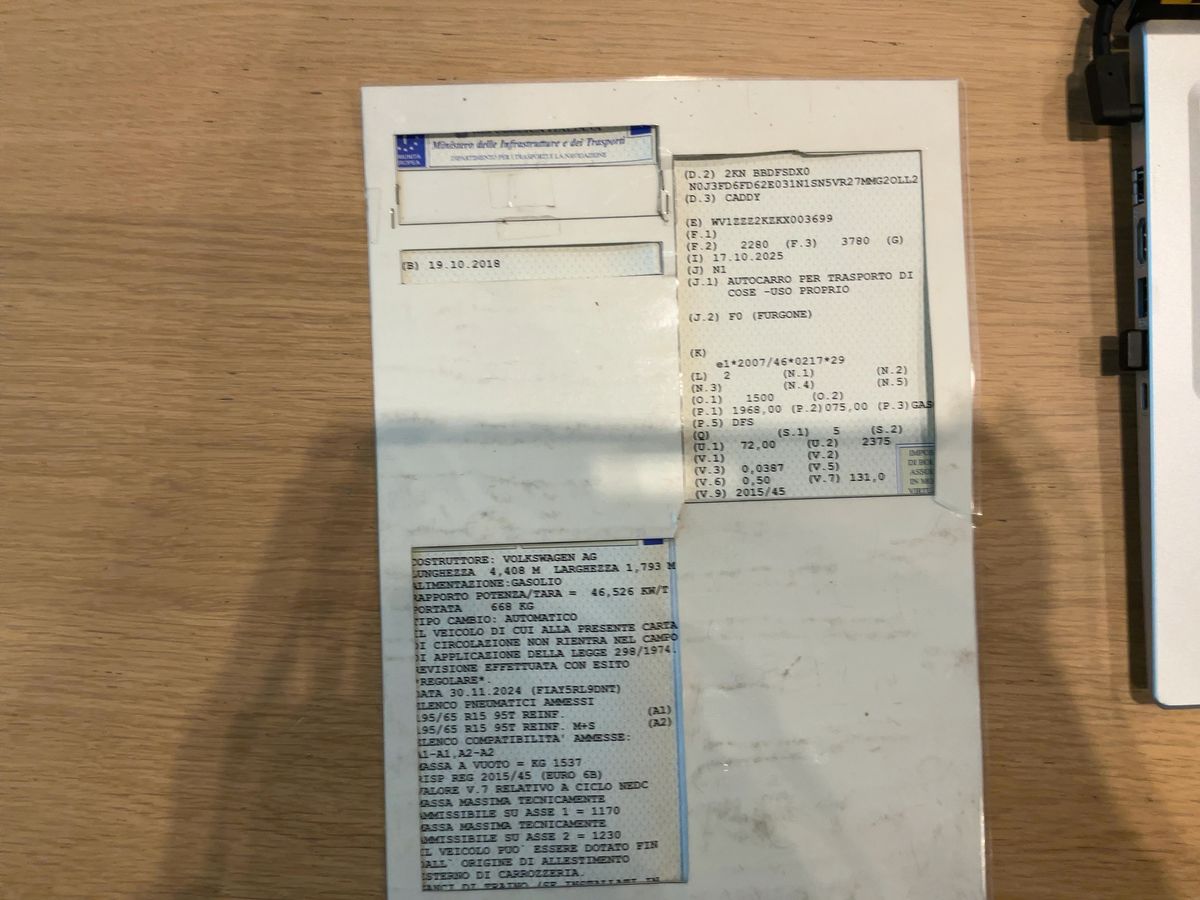 Ministero delle Infrastrutture e dei Trasporti
DIPARTIMENTO PER I TRASPORTI E LA NAVIGAZIONE
(B) 19.10.2018
(D.2) 2KN BBDFSDX0
N0J3FD6FD62E031N1SN5VR27MMG2OLL2
(D.3) CADDY
(E) WV1ZZZ2KZKX003699
(F.1)
(F.2) 2280 (F.3) 3780 (G)
(I) 17.10.2025
(J) N1
(J.1) AUTOCARRO PER TRASPORTO DI
COSE -USO PROPRIO
(J.2) F0 (FURGONE)
(K)
e1*2007/46*0217*29
(L) 2 (N.1) (N.2)
(N.3) (N.4) (N.5)
(O.1) 1500 (O.2)
(P.1) 1968,00 (P.2)075,00 (P.3)GAS
(P.5) DFS
(Q) (S.1) 5 (S.2)
(U.1) 72,00 (U.2) 2375
(V.1) (V.2)
(V.3) 0,0387 (V.5)
(V.6) 0,50 (V.7) 131,0
(V.9) 2015/45
COSTRUTTORE: VOLKSWAGEN AG
LUNGHEZZA 4,408 M LARGHEZZA 1,793 M
ALIMENTAZIONE:GASOLIO
RAPPORTO POTENZA/TARA = 46,526 KW/T
PORTATA 668 KG
TIPO CAMBIO: AUTOMATICO
IL VEICOLO DI CUI ALLA PRESENTE CARTA
DI CIRCOLAZIONE NON RIENTRA NEL CAMPO
DI APPLICAZIONE DELLA LEGGE 298/1974.
REVISIONE EFFETTUATA CON ESITO
*REGOLARE*.
DATA 30.11.2024 (FIAY5RL9DNT)
ELENCO PNEUMATICI AMMESSI
195/65 R15 95T REINF. (A1)
195/65 R15 95T REINF. M+S (A2)
ELENCO COMPATIBILITA' AMMESSE:
A1-A1,A2-A2
MASSA A VUOTO = KG 1537
RISP REG 2015/45 (EURO 6B)
VALORE V.7 RELATIVO A CICLO NEDC
MASSA MASSIMA TECNICAMENTE
AMMISSIBILE SU ASSE 1 = 1170
MASSA MASSIMA TECNICAMENTE
AMMISSIBILE SU ASSE 2 = 1230
IL VEICOLO PUO` ESSERE DOTATO FIN
DALL` ORIGINE DI ALLESTIMENTO
ESTERNO DI CARROZZERIA.
GANCI DI TRAINO (SE INSTALLATI IN